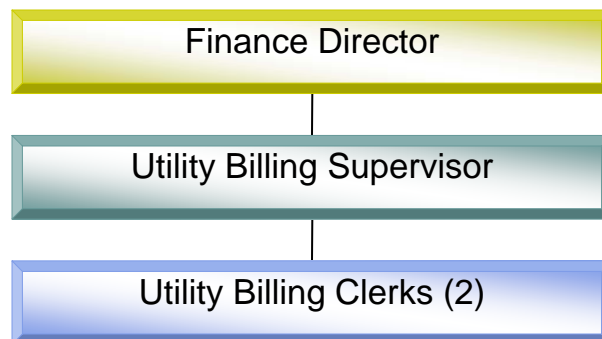 Finance Director
Utility Billing Supervisor
Utility Billing Clerks (2)